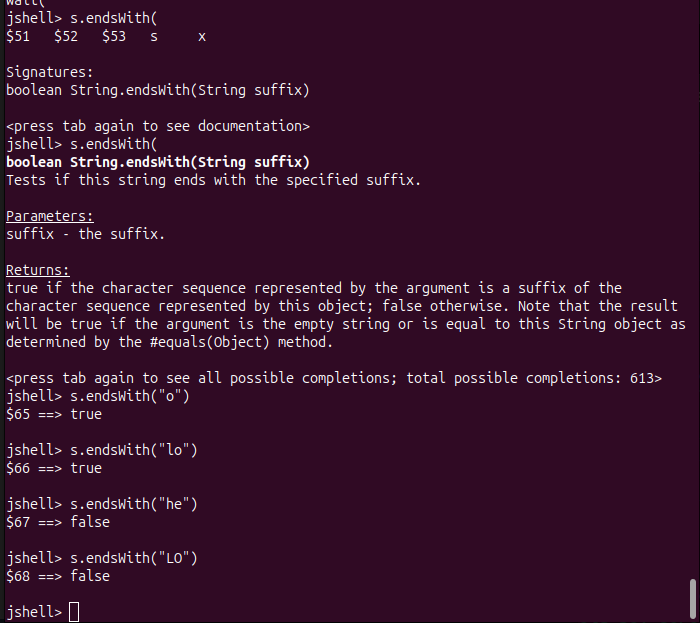 wait(
jshell> s.endsWith(
$51 $52 $53 s x
Signatures:
boolean String.endsWith(String suffix)
<press tab again to see documentation>
jshell> s.endsWith(
boolean String.endsWith(String suffix)
Tests if this string ends with the specified suffix.
Parameters:
suffix - the suffix.
Returns:
true if the character sequence represented by the argument is a suffix of the
character sequence represented by this object; false otherwise. Note that the result
will be true if the argument is the empty string or is equal to this String object as
determined by the #equals(Object) method.
<press tab again to see all possible completions; total possible completions: 613>
jshell> s.endsWith("o")
$65 ==> true
jshell> s.endsWith("lo")
$66 ==> true
jshell> s.endsWith("he")
$67 ==> false
jshell> s.endsWith("LO")
$68 ==> false
jshell>